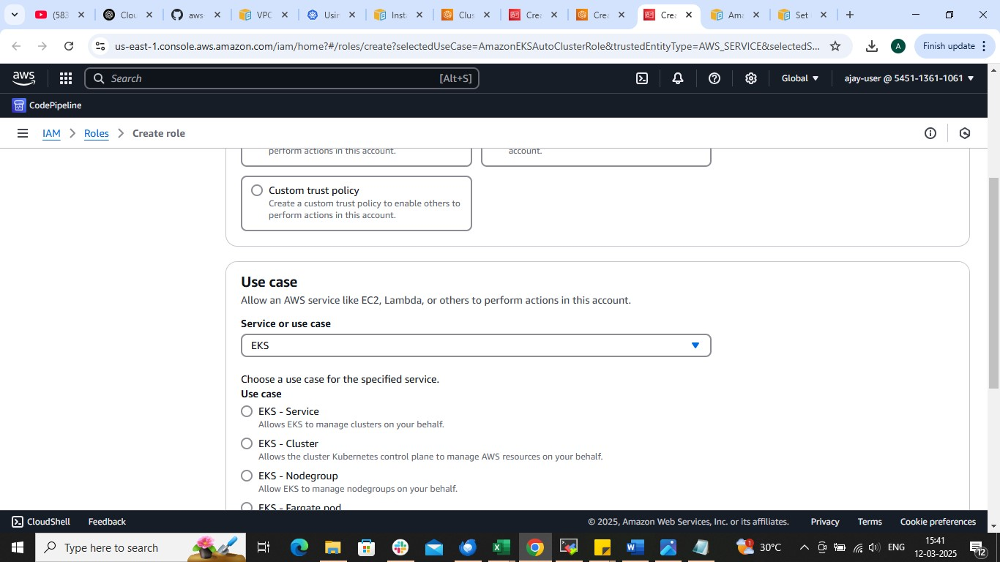 (583
Clou
aws-
VPC
Usin
Insta
Clus
Crea
Crea
Crea
Ama
Set
us-east-1.console.aws.amazon.com/iam/home?#/roles/create?selectedUseCase=AmazonEKSAutoClusterRole&trustedEntityType=AWS_SERVICE&selectedS...
A
Finish update
aws
Search
[Alt+S]
Global
ajay-user @ 5451-1361-1061
CodePipeline
IAM > Roles > Create role
perform actions in this account.
account.
Custom trust policy
Create a custom trust policy to enable others to
perform actions in this account.
Use case
Allow an AWS service like EC2, Lambda, or others to perform actions in this account.
Service or use case
EKS
Choose a use case for the specified service.
Use case
EKS - Service
Allows EKS to manage clusters on your behalf.
EKS - Cluster
Allows the cluster Kubernetes control plane to manage AWS resources on your behalf.
EKS - Nodegroup
Allow EKS to manage nodegroups on your behalf.
EKS - Fargate pod
CloudShell
Feedback
© 2025, Amazon Web Services, Inc. or its affiliates.
Privacy
Terms
Cookie preferences
Type here to search
1
30°C
ENG
15:41
12-03-2025
12